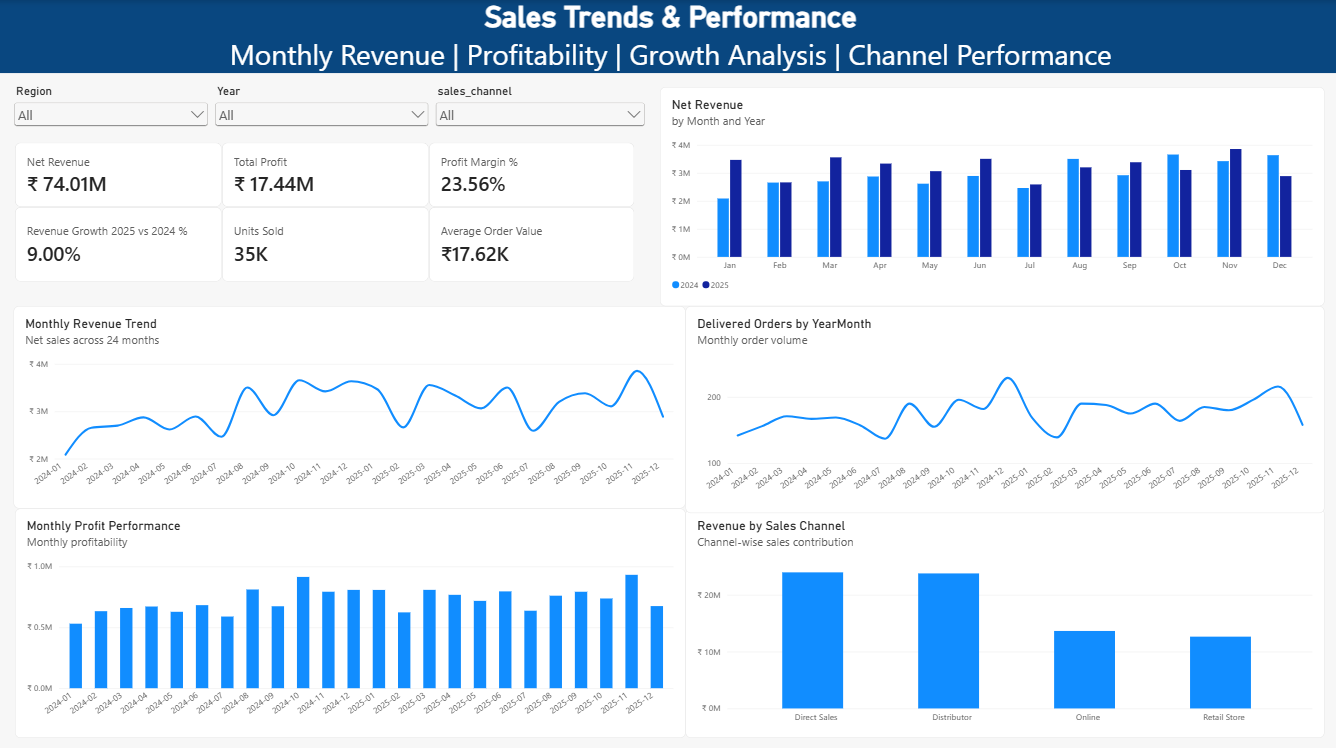 Sales Trends & Performance
Monthly Revenue | Profitability | Growth Analysis | Channel Performance
Region
All
Year
All
sales_channel
All
Net Revenue
₹ 74.01M
Total Profit
₹ 17.44M
Profit Margin %
23.56%
Revenue Growth 2025 vs 2024 %
9.00%
Units Sold
35K
Average Order Value
₹17.62K
Net Revenue
by Month and Year
₹ 4M
₹ 3M
₹ 2M
₹ 1M
₹ 0M
Jan Feb Mar Apr May Jun Jul Aug Sep Oct Nov Dec
2024 2025
Monthly Revenue Trend
Net sales across 24 months
₹ 4M
₹ 3M
₹ 2M
2024-01 2024-02 2024-03 2024-04 2024-05 2024-06 2024-07 2024-08 2024-09 2024-10 2024-11 2024-12 2025-01 2025-02 2025-03 2025-04 2025-05 2025-06 2025-07 2025-08 2025-09 2025-10 2025-11 2025-12
Delivered Orders by YearMonth
Monthly order volume
200
100
2024-01 2024-02 2024-03 2024-04 2024-05 2024-06 2024-07 2024-08 2024-09 2024-10 2024-11 2024-12 2025-01 2025-02 2025-03 2025-04 2025-05 2025-06 2025-07 2025-08 2025-09 2025-10 2025-11 2025-12
Monthly Profit Performance
Monthly profitability
₹ 1.0M
₹ 0.5M
₹ 0.0M
2024-01 2024-02 2024-03 2024-04 2024-05 2024-06 2024-07 2024-08 2024-09 2024-10 2024-11 2024-12 2025-01 2025-02 2025-03 2025-04 2025-05 2025-06 2025-07 2025-08 2025-09 2025-10 2025-11 2025-12
Revenue by Sales Channel
Channel-wise sales contribution
₹ 20M
₹ 10M
₹ 0M
Direct Sales Distributor Online Retail Store